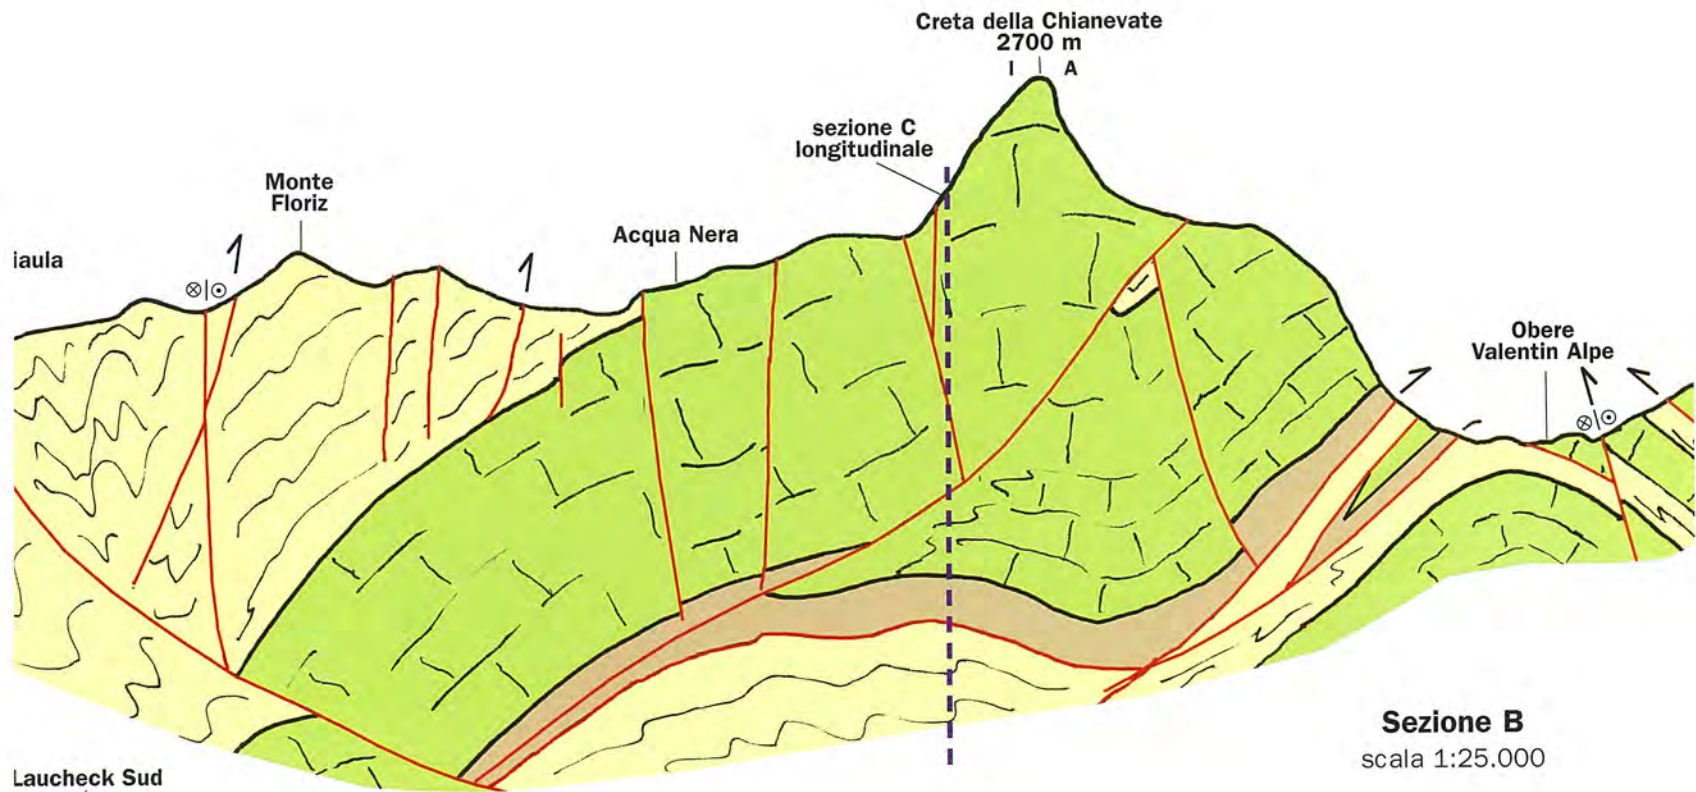 Creta della Chianevate
2700 m
I A
sezione C
longitudinale
Monte
Floriz
Acqua Nera
iaula
Obere
Valentin Alpe
Sezione B
scala 1:25.000
Laucheck Sud